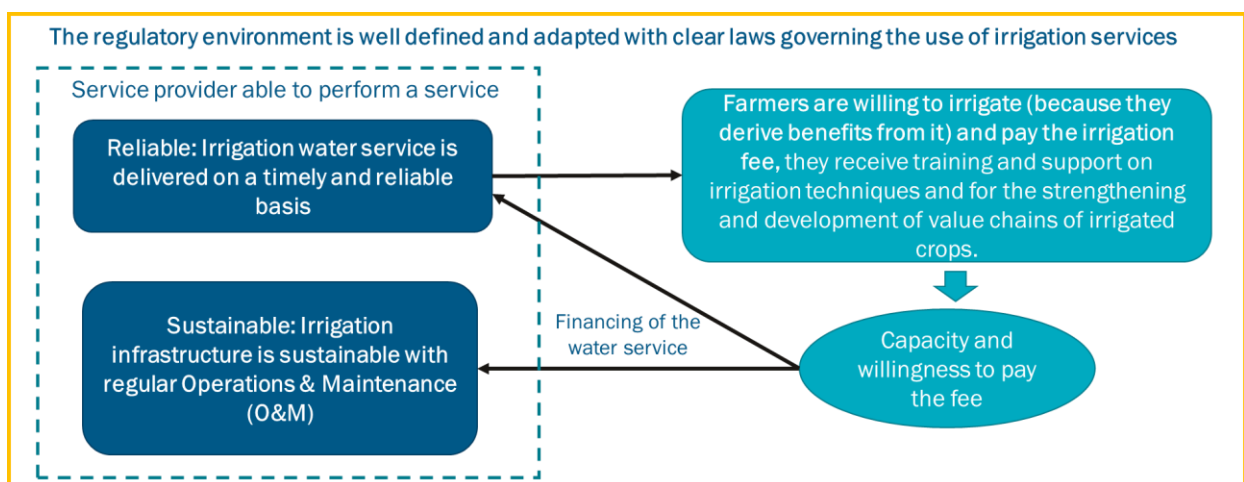 The regulatory environment is well defined and adapted with clear laws governing the use of irrigation services
Service provider able to perform a service
Reliable: Irrigation water service is
delivered on a timely and reliable
basis
Farmers are willing to irrigate (because they
derive benefits from it) and pay the irrigation
fee, they receive training and support on
irrigation techniques and for the strengthening
and development of value chains of irrigated
crops.
Sustainable: Irrigation
infrastructure is sustainable with
regular Operations & Maintenance
(O&M)
Financing of the
water service
Capacity and
willingness to pay
the fee